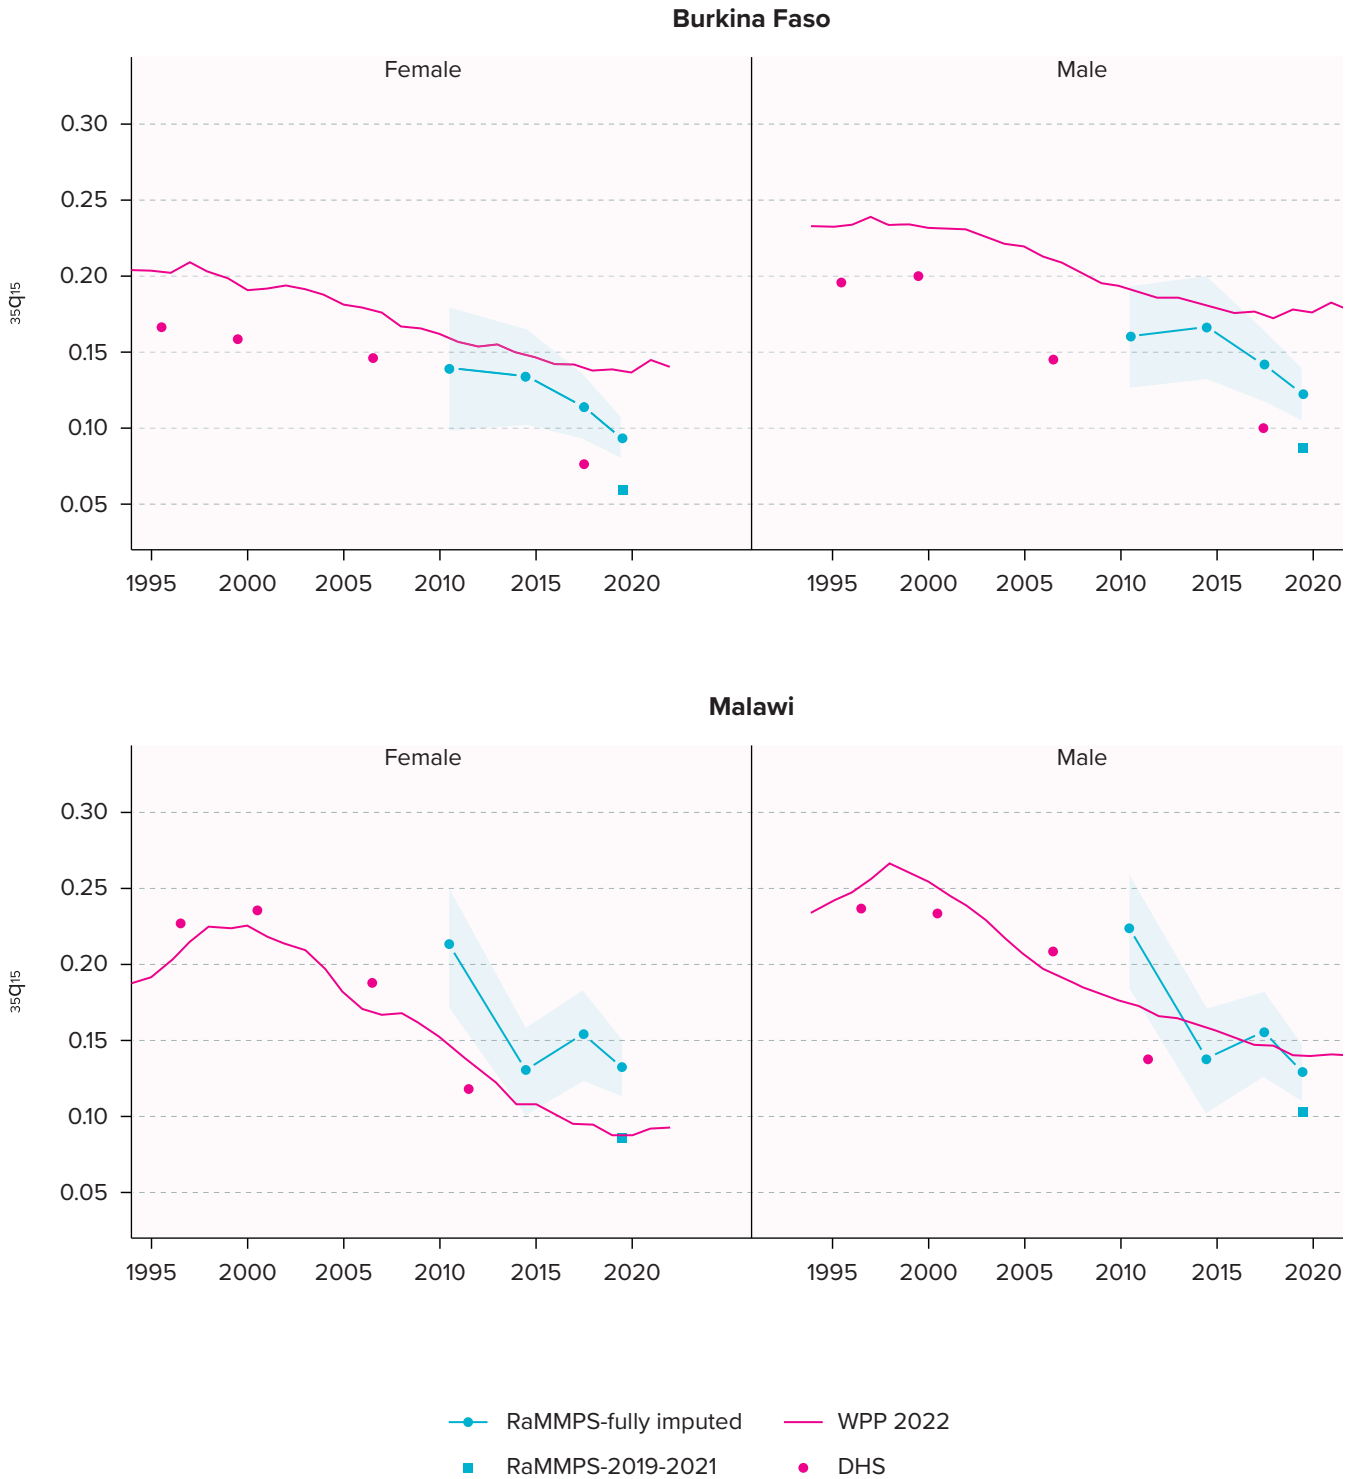 Burkina Faso
Female Male
0.30
0.25
0.20
0.15
0.10
0.05
35q15
1995 2000 2005 2010 2015 2020 1995 2000 2005 2010 2015 2020
Malawi
Female Male
0.30
0.25
0.20
0.15
0.10
0.05
35q15
1995 2000 2005 2010 2015 2020 1995 2000 2005 2010 2015 2020
RaMMPS-fully imputed WPP 2022
RaMMPS-2019-2021 DHS